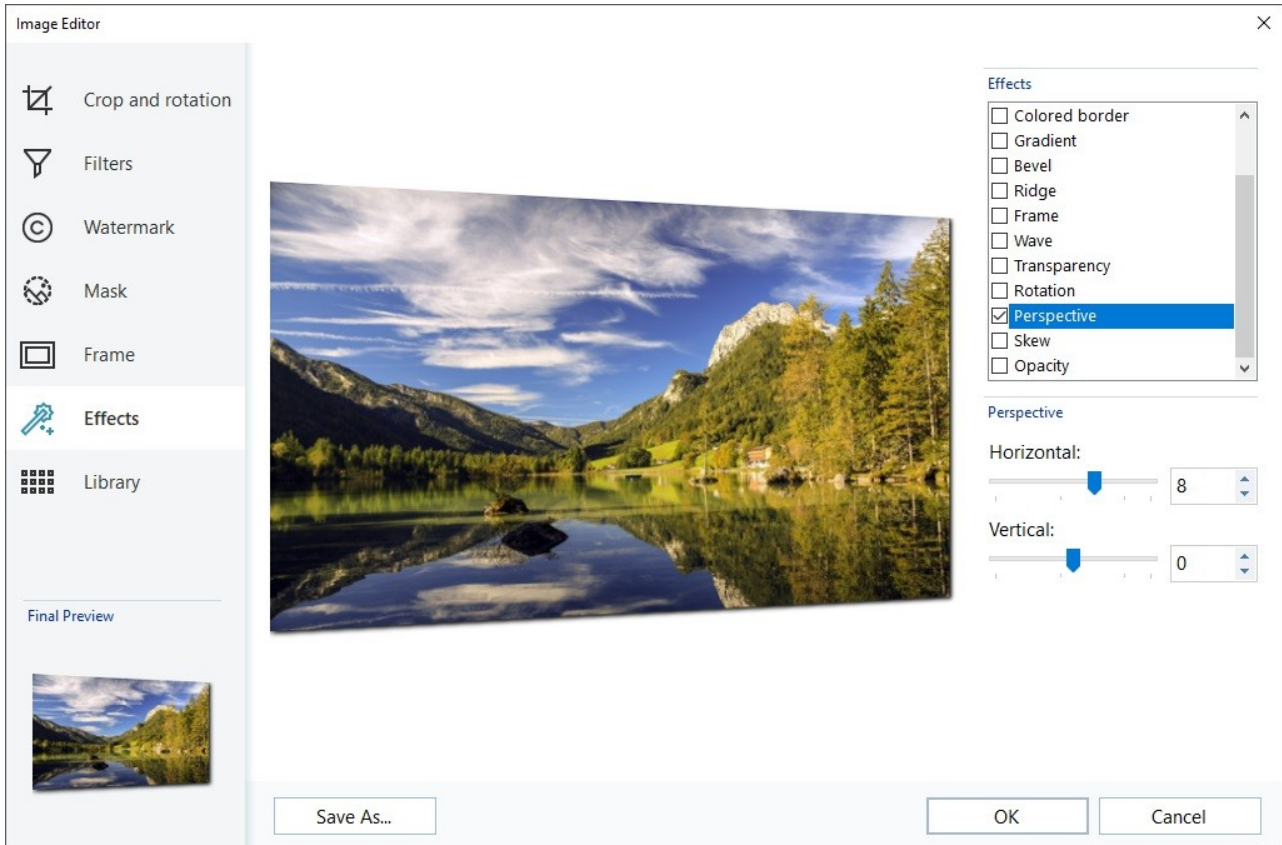 Image Editor
Crop and rotation
Filters
Watermark
Mask
Frame
Effects
Library
Final Preview
Effects
Colored border
Gradient
Bevel
Ridge
Frame
Wave
Transparency
Rotation
Perspective
Skew
Opacity
Perspective
Horizontal:
8
Vertical:
0
Save As...
OK
Cancel